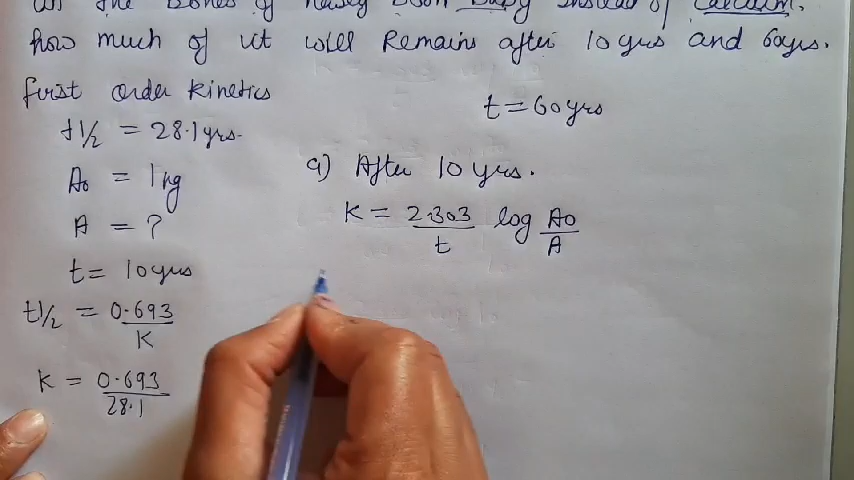 the Bones of newly Born Baby instead of Calcium.
how much of it will Remains after 10 yrs and 60yrs.
first order kinetics
t = 60 yrs
t1/2 = 28.1 yrs.
a) After 10 yrs.
A₀ = 1 μg
K = 2.303/t log A₀/A
A = ?
t = 10 yrs
t1/2 = 0.693/K
K = 0.693/28.1